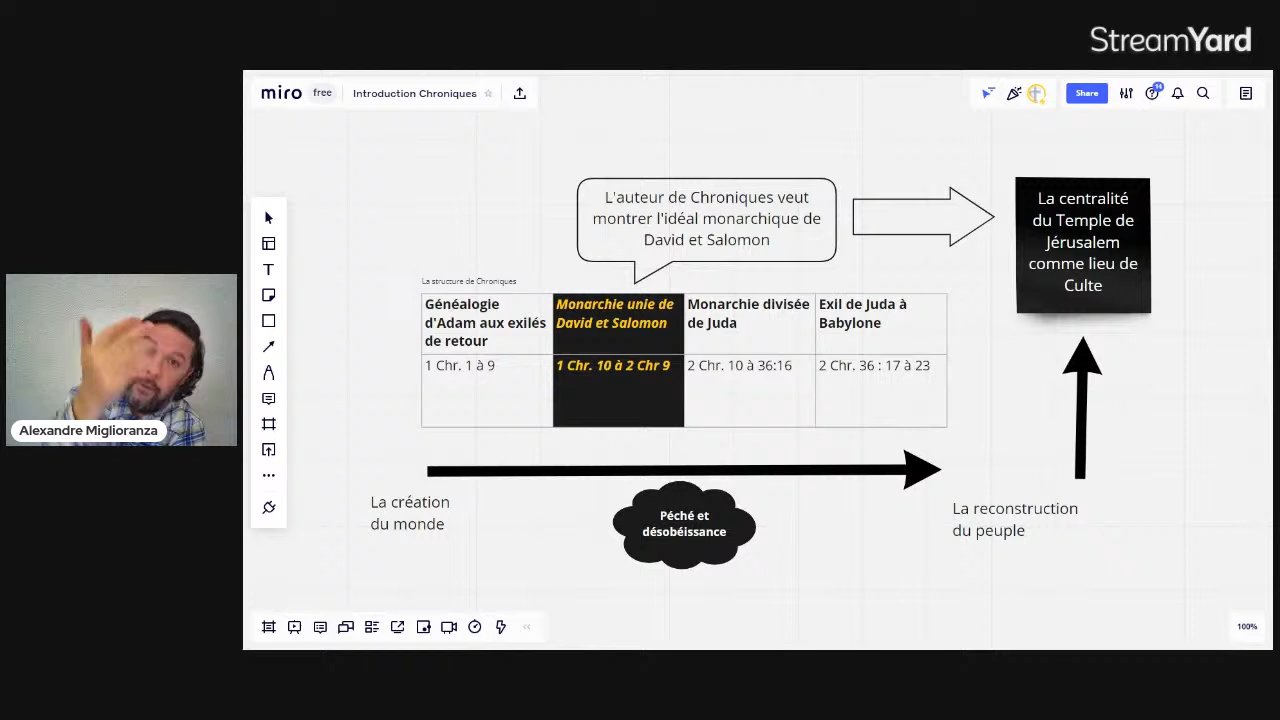 StreamYard
miro free Introduction Chroniques
Share
14
L'auteur de Chroniques veut
montrer l'idéal monarchique de
David et Salomon
La centralité
du Temple de
Jérusalem
comme lieu de
Culte
La structure de Chroniques
Généalogie
d'Adam aux exilés
de retour
Monarchie unie de
David et Salomon
Monarchie divisée
de Juda
Exil de Juda à
Babylone
1 Chr. 1 à 9
1 Chr. 10 à 2 Chr 9
2 Chr. 10 à 36:16
2 Chr. 36 : 17 à 23
Alexandre Miglioranza
La création
du monde
Péché et
désobéissance
La reconstruction
du peuple
100%